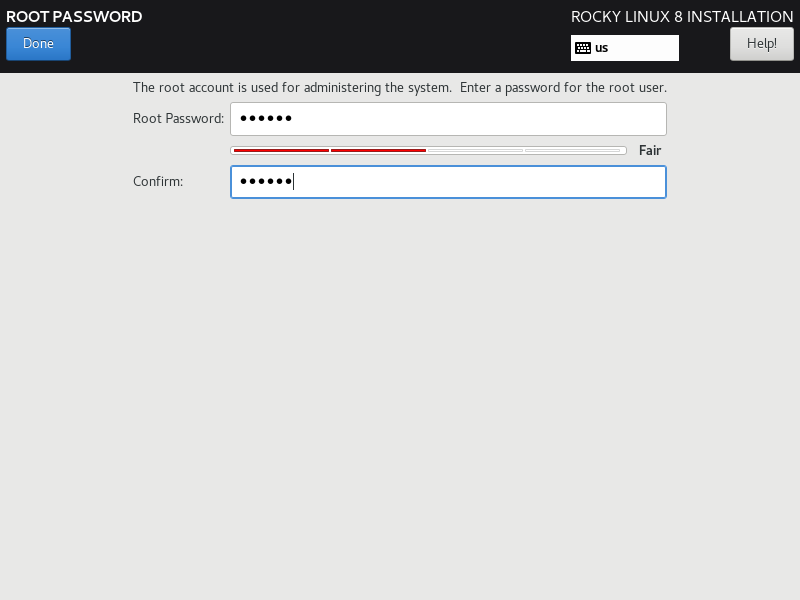 ROOT PASSWORD
ROCKY LINUX 8 INSTALLATION
Done
us
Help!
The root account is used for administering the system.  Enter a password for the root user.
Root Password: ••••••
Fair
Confirm: ••••••